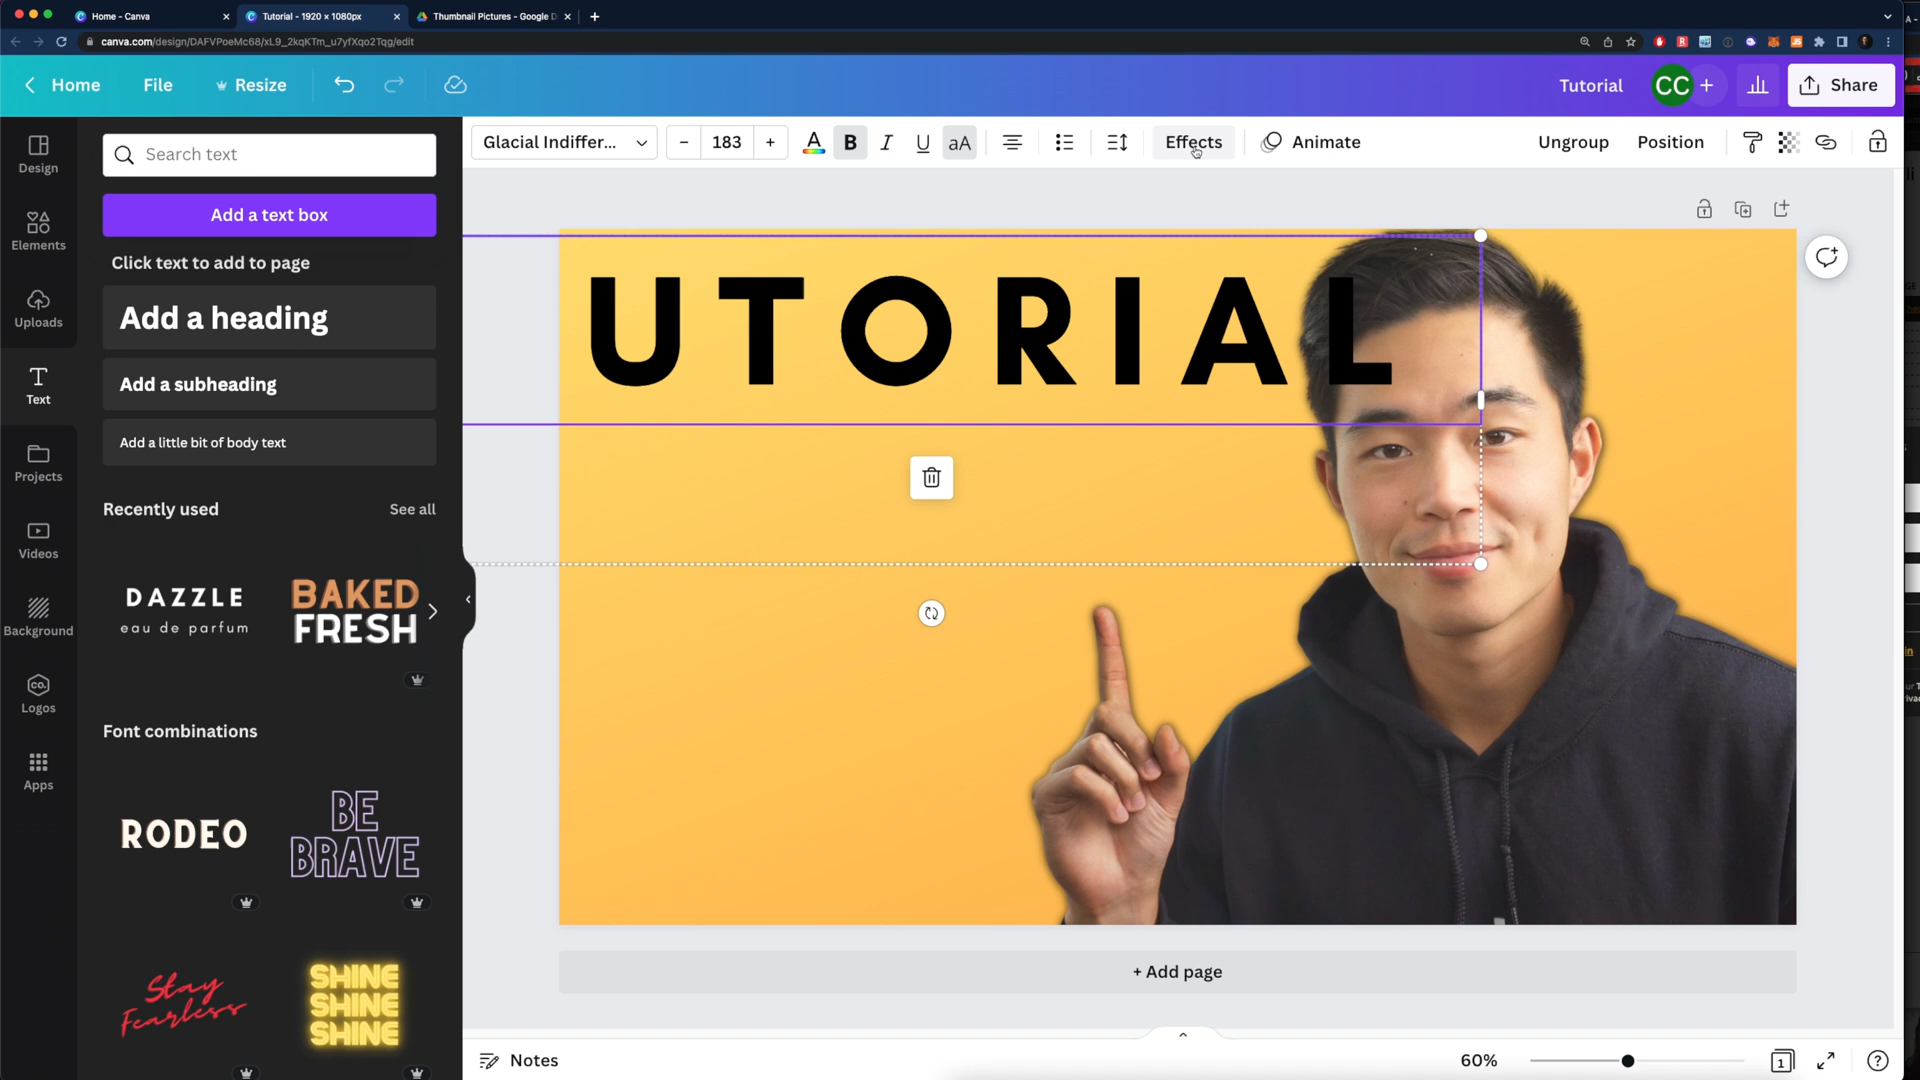 Home - Canva
Tutorial - 1920 × 1080px
Thumbnail Pictures - Google D
canva.com/design/DAFVPoeMc68/xL9_2kqKTm_u7yfXqo2Tqg/edit
Home
File
Resize
Tutorial
CC
Share
Design
Elements
Uploads
Text
Projects
Videos
Background
Logos
Apps
Search text
Add a text box
Click text to add to page
Add a heading
Add a subheading
Add a little bit of body text
Recently used
See all
DAZZLE
eau de parfum
BAKED
FRESH
Font combinations
RODEO
BE
BRAVE
Stay
Fearless
SHINE
SHINE
SHINE
Glacial Indiffer...
183
A
B
I
U
aA
Effects
Animate
Ungroup
Position
UTORIAL
+ Add page
Notes
60%
1